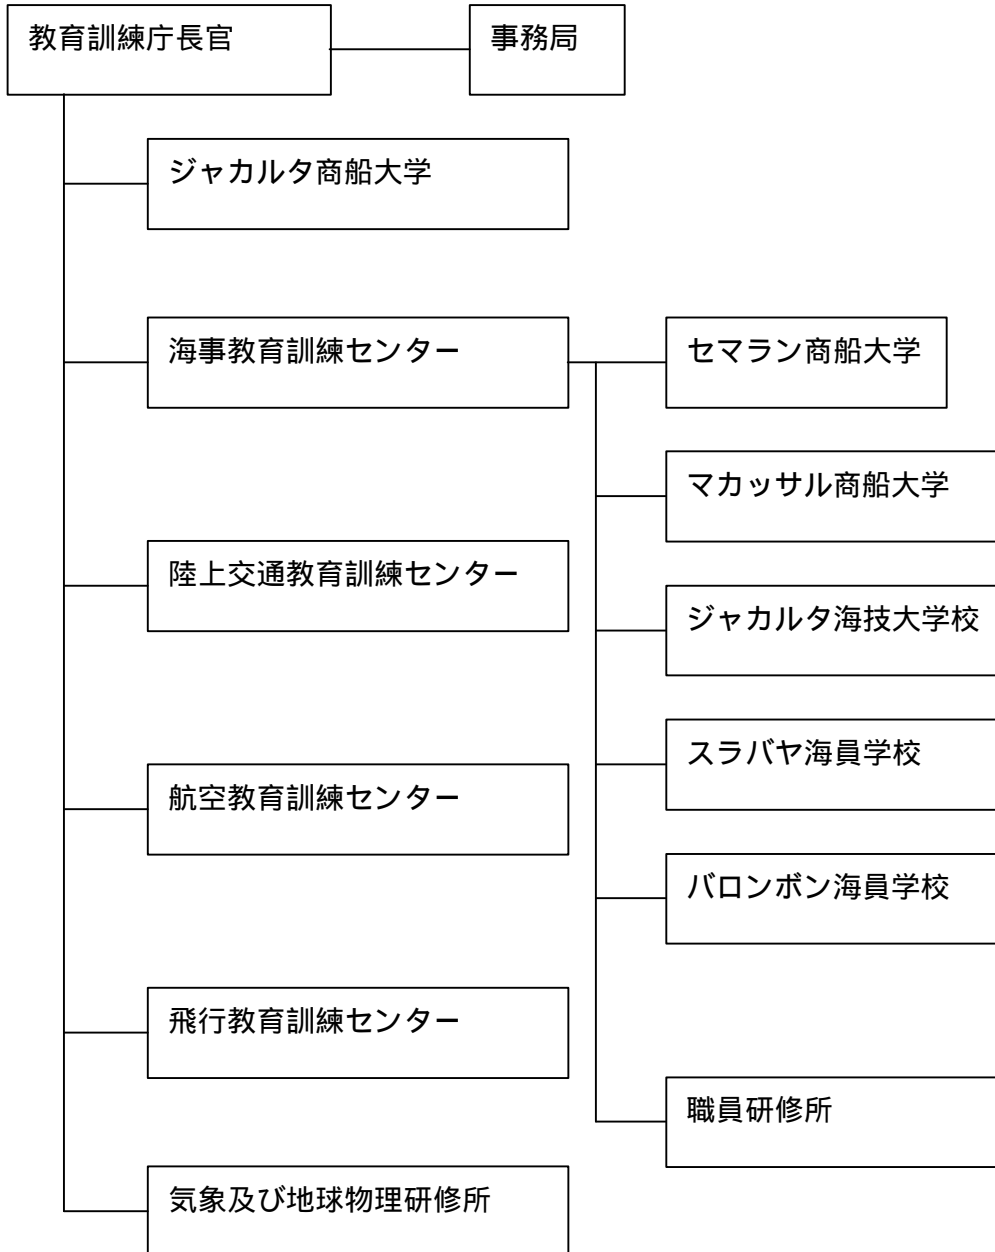 教育訓練庁長官
事務局
ジャカルタ商船大学
海事教育訓練センター
セマラン商船大学
マカッサル商船大学
陸上交通教育訓練センター
ジャカルタ海技大学校
スラバヤ海員学校
航空教育訓練センター
バロンボン海員学校
飛行教育訓練センター
職員研修所
気象及び地球物理研修所